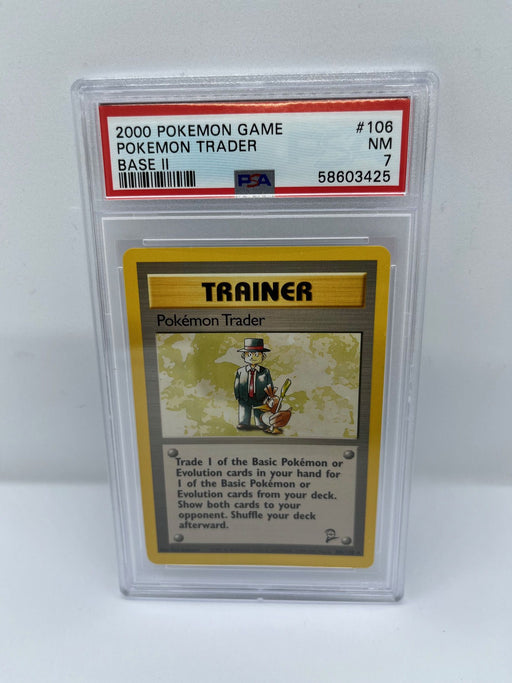 2000 POKEMON GAME #106
POKEMON TRADER NM
BASE II 7
PSA 58603425
TRAINER
Pokémon Trader
Trade 1 of the Basic Pokémon or
Evolution cards in your hand for
1 of the Basic Pokémon or
Evolution cards from your deck.
Show both cards to your
opponent. Shuffle your deck
afterward.